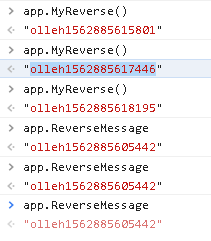 > app.MyReverse()
< "olleh1562885615801"
> app.MyReverse()
< "olleh1562885617446"
> app.MyReverse()
< "olleh1562885618195"
> app.ReverseMessage
< "olleh1562885605442"
> app.ReverseMessage
< "olleh1562885605442"
> app.ReverseMessage
< "olleh1562885605442"